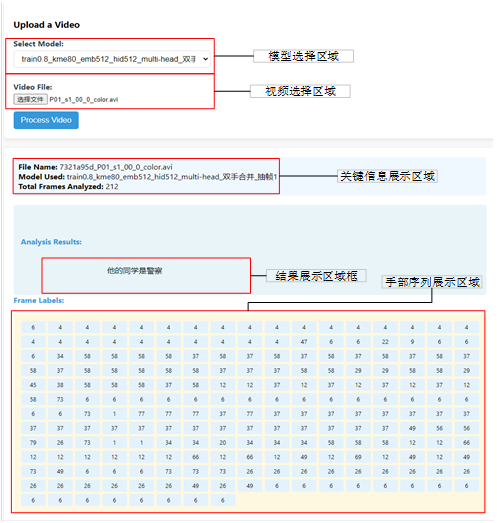 Upload a Video
Select Model:
train0.8_kme80_emb512_hid512_multi-head_双手
模型选择区域
Video File:
选择文件 P01_s1_00_0_color.avi
视频选择区域
Process Video
File Name: 7321a95d_P01_s1_00_0_color.avi
Model Used: train0.8_kme80_emb512_hid512_multi-head_双手合并_抽帧1
Total Frames Analyzed: 212
关键信息展示区域
Analysis Results:
他的同学是警察
结果展示区域框
手部序列展示区域
Frame Labels:
6 4 4 4 4 4 4 4 4 4 4 4 4 4 4 4 4
4 4 4 4 4 4 4 4 4 4 47 6 6 22 9 6 6
6 34 58 58 58 58 37 58 37 58 37 58 37 58 37 58 37
58 37 58 58 58 58 37 37 37 37 58 58 29 29 58 58 29
45 38 58 58 58 37 58 12 12 37 12 37 12 37 12 37 12
58 73 6 6 6 6 6 6 6 6 6 6 6 6 6 6 6
6 6 73 1 77 77 77 37 77 37 37 37 37 37 37 37 37
37 37 37 37 37 37 37 37 37 37 37 37 37 37 49 56 56
79 26 73 1 1 34 34 20 34 34 34 58 58 58 12 12 66
12 12 12 12 12 12 66 12 66 12 49 12 69 12 49 12 49
73 49 6 6 6 73 73 73 26 26 26 26 26 26 26 26 26
26 26 26 26 26 49 26 49 49 6 6 6 6 6 6 6 6
6 6 6 6 6 6 6 6